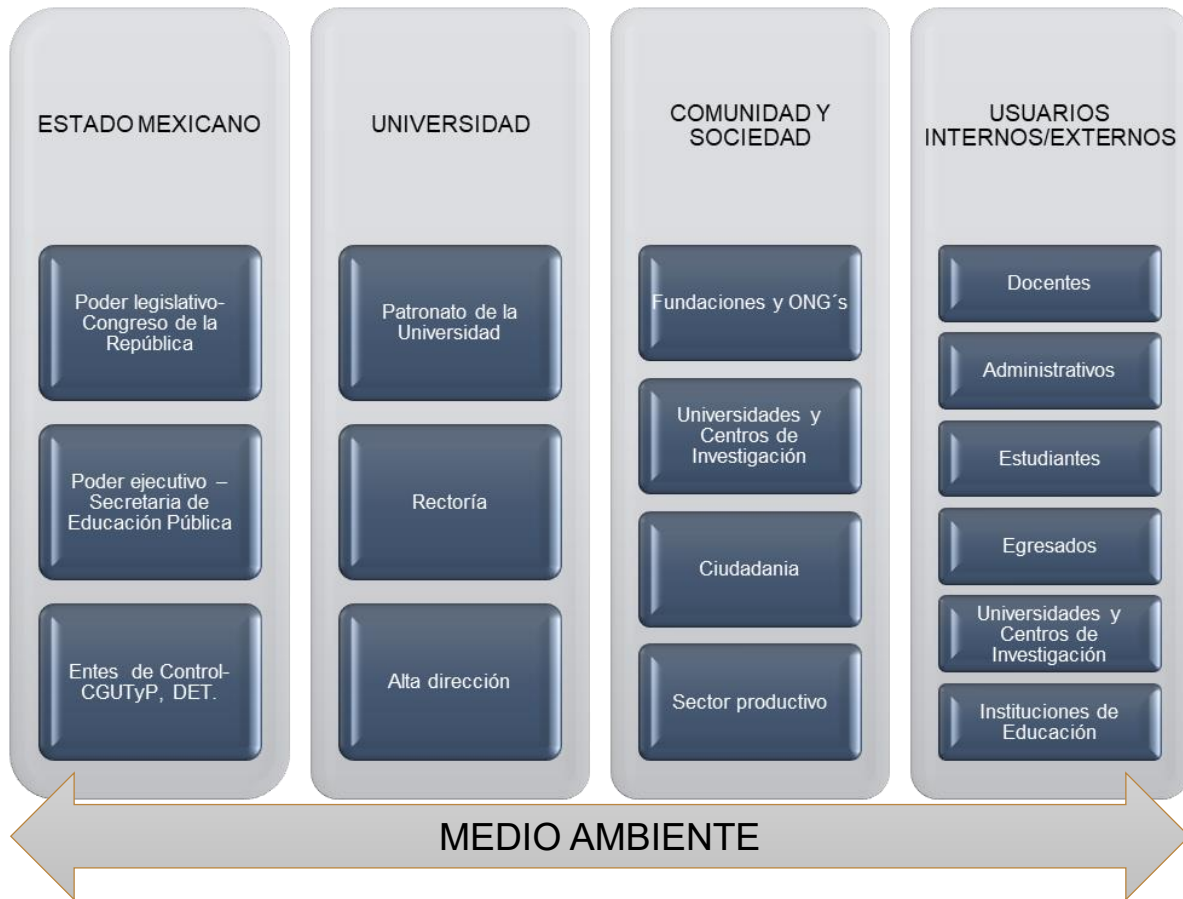 ESTADO MEXICANO
Poder legislativo-
Congreso de la
República
Poder ejecutivo –
Secretaria de
Educación Pública
Entes de Control-
CGUTyP, DET.
UNIVERSIDAD
Patronato de la
Universidad
Rectoría
Alta dirección
COMUNIDAD Y
SOCIEDAD
Fundaciones y ONG´s
Universidades y
Centros de
Investigación
Ciudadania
Sector productivo
USUARIOS
INTERNOS/EXTERNOS
Docentes
Administrativos
Estudiantes
Egresados
Universidades y
Centros de
Investigación
Instituciones de
Educación
MEDIO AMBIENTE